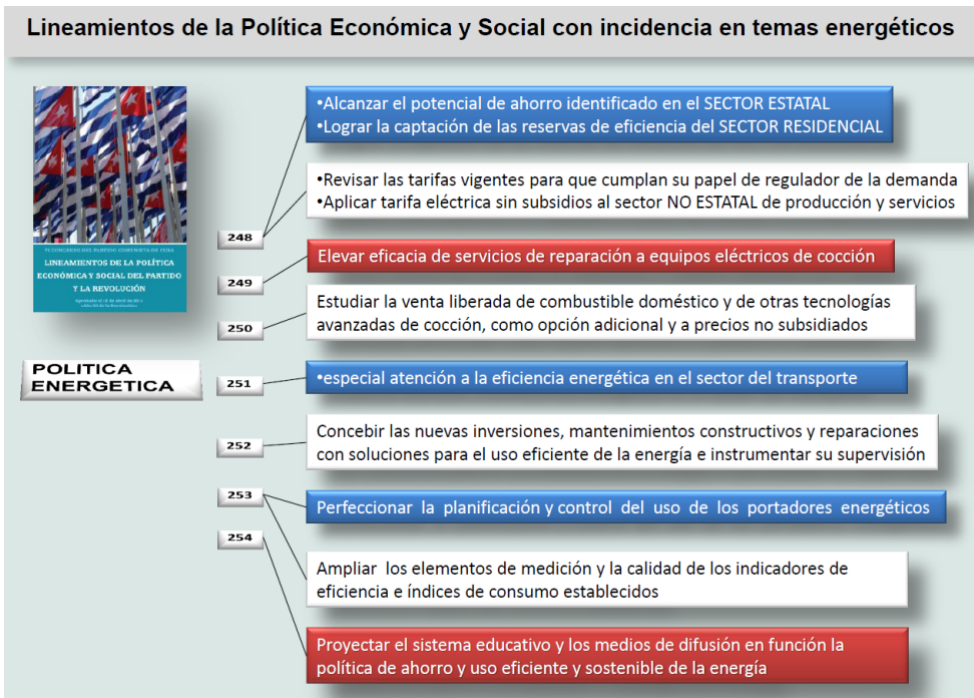 Lineamientos de la Política Económica y Social con incidencia en temas energéticos
•Alcanzar el potencial de ahorro identificado en el SECTOR ESTATAL
•Lograr la captación de las reservas de eficiencia del SECTOR RESIDENCIAL
•Revisar las tarifas vigentes para que cumplan su papel de regulador de la demanda
•Aplicar tarifa eléctrica sin subsidios al sector NO ESTATAL de producción y servicios
248
VI CONGRESO DEL PARTIDO COMUNISTA DE CUBA
LINEAMIENTOS DE LA POLÍTICA
ECONÓMICA Y SOCIAL DEL PARTIDO
Y LA REVOLUCIÓN
Elevar eficacia de servicios de reparación a equipos eléctricos de cocción
249
Estudiar la venta liberada de combustible doméstico y de otras tecnologías
avanzadas de cocción, como opción adicional y a precios no subsidiados
250
POLITICA
ENERGETICA
251
•especial atención a la eficiencia energética en el sector del transporte
252
Concebir las nuevas inversiones, mantenimientos constructivos y reparaciones
con soluciones para el uso eficiente de la energía e instrumentar su supervisión
253
Perfeccionar la planificación y control del uso de los portadores energéticos
254
Ampliar los elementos de medición y la calidad de los indicadores de
eficiencia e índices de consumo establecidos
Proyectar el sistema educativo y los medios de difusión en función la
política de ahorro y uso eficiente y sostenible de la energía